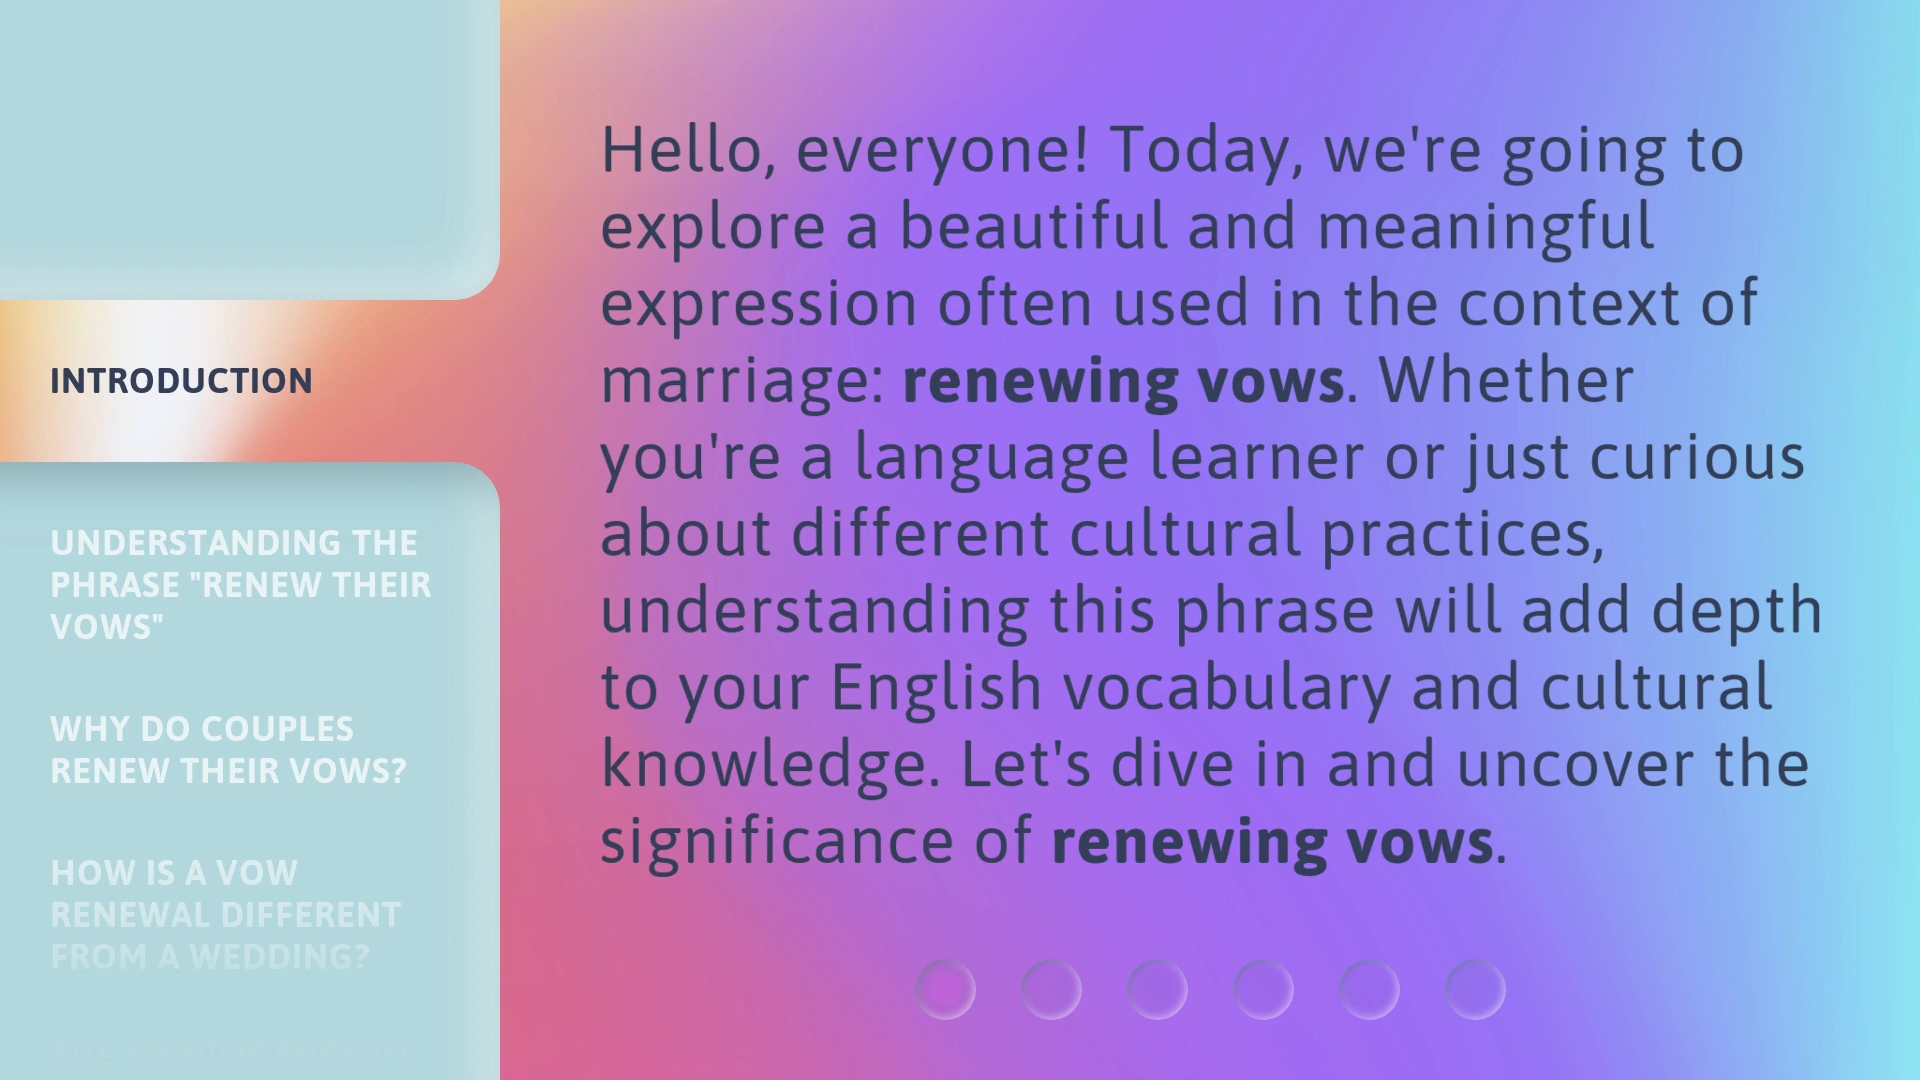 INTRODUCTION
UNDERSTANDING THE
PHRASE "RENEW THEIR
VOWS"
WHY DO COUPLES
RENEW THEIR VOWS?
HOW IS A VOW
RENEWAL DIFFERENT
FROM A WEDDING?
Hello, everyone! Today, we're going to
explore a beautiful and meaningful
expression often used in the context of
marriage: renewing vows. Whether
you're a language learner or just curious
about different cultural practices,
understanding this phrase will add depth
to your English vocabulary and cultural
knowledge. Let's dive in and uncover the
significance of renewing vows.